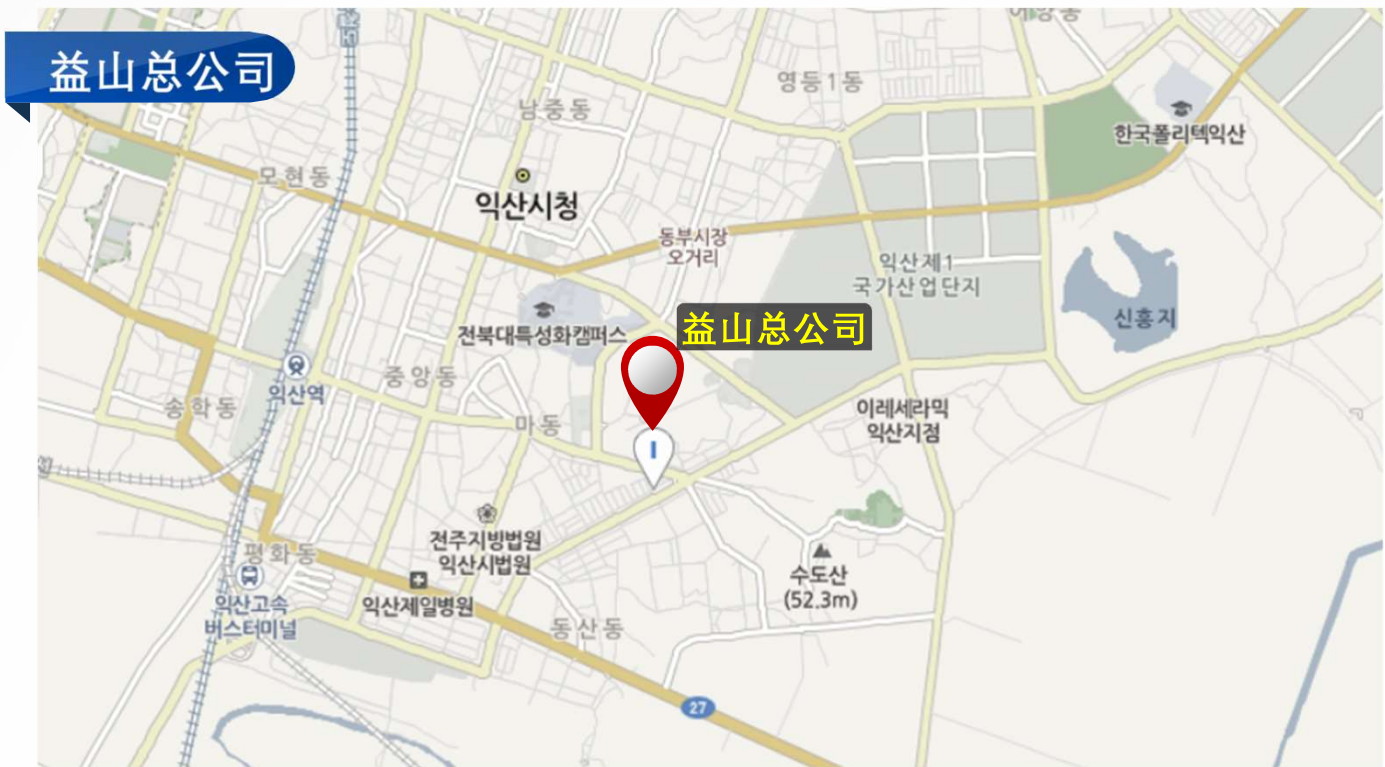 益山总公司
영등1동
남중동
한국폴리텍익산
모현동
익산시청
동부시장
오거리
익산제1
국가산업단지
신흥지
전북대특성화캠퍼스
益山总公司
중앙동
익산역
송학동
마동
이레세라믹
익산지점
전주지방법원
익산시법원
평화동
수도산
(52.3m)
익산고속
버스터미널
익산제일병원
동산동
27